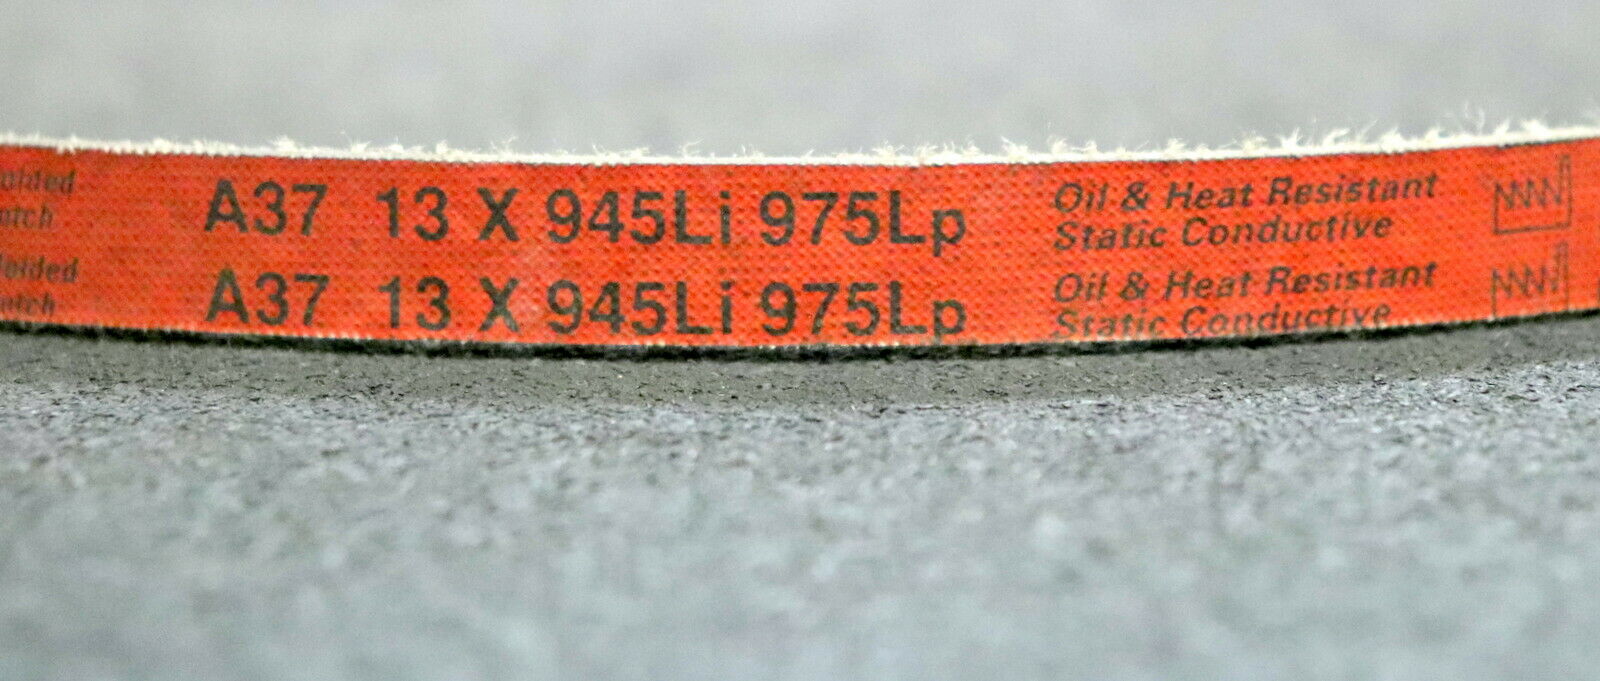 A37 13 X 945Li 975Lp Oil & Heat Resistant
Static Conductive
A37 13 X 945Li 975Lp Oil & Heat Resistant
Static Conductive